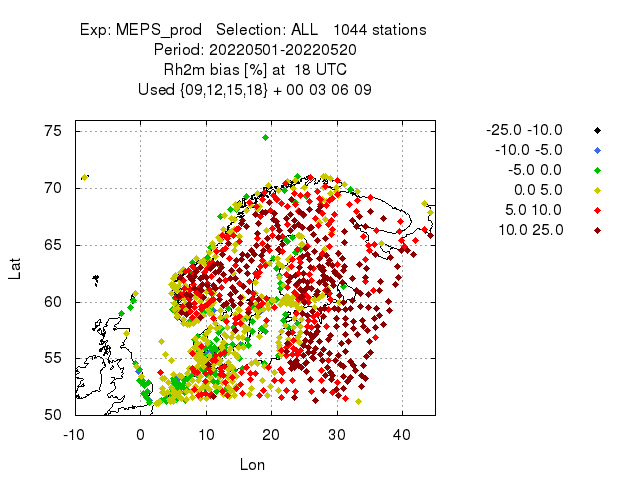 Exp: MEPS_prod   Selection: ALL   1044 stations
Period: 20220501-20220520
Rh2m bias [%] at  18 UTC
Used {09,12,15,18} + 00 03 06 09
-25.0 -10.0
-10.0 -5.0
-5.0 0.0
0.0 5.0
5.0 10.0
10.0 25.0
75
70
65
60
55
50
Lat
-10 0 10 20 30 40
Lon